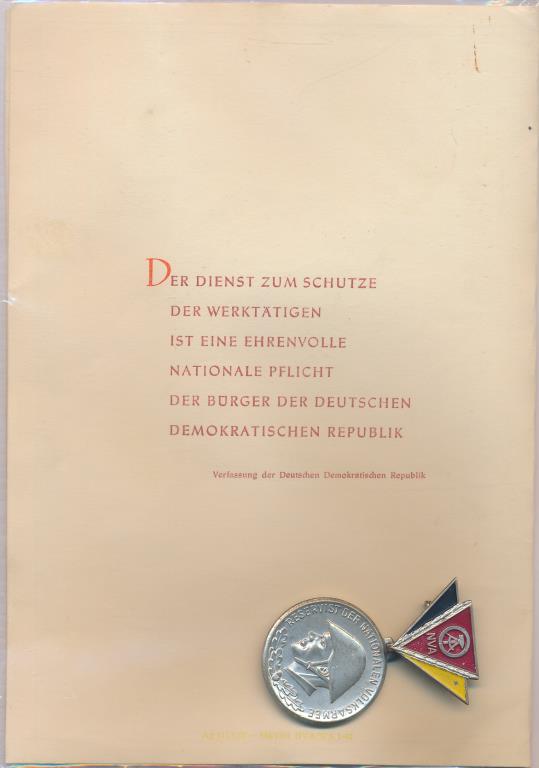 DER DIENST ZUM SCHUTZE
DER WERKTÄTIGEN
IST EINE EHRENVOLLE
NATIONALE PFLICHT
DER BÜRGER DER DEUTSCHEN
DEMOKRATISCHEN REPUBLIK
Verfassung der Deutschen Demokratischen Republik
RESERVIST DER NATIONALEN VOLKSARMEE
NVA